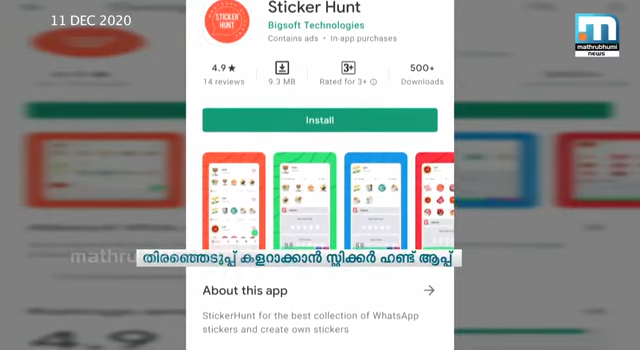 11 DEC 2020
mathrubhumi
NEWS
STICKER
HUNT
Sticker Hunt
Bigsoft Technologies
Contains ads • In-app purchases
4.9★ 3+ 500+
14 reviews 9.3 MB Rated for 3+ Downloads
Install
തിരഞ്ഞെടുപ്പ് കളറാക്കാൻ സ്റ്റിക്കർ ഹണ്ട് ആപ്പ്
About this app →
StickerHunt for the best collection of WhatsApp
stickers and create own stickers
4.9